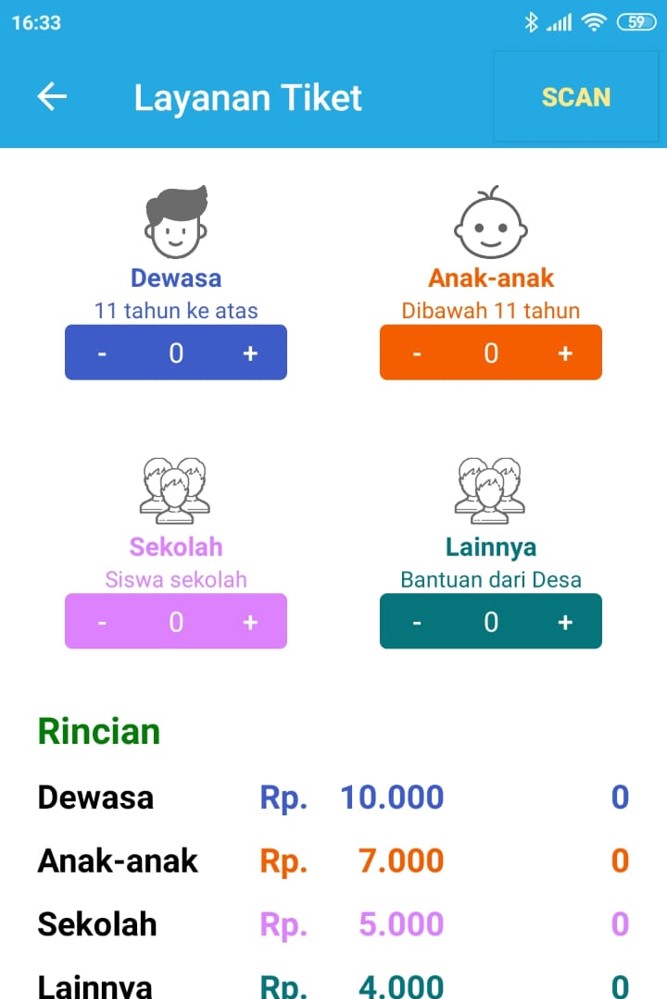 16:33
59
Layanan Tiket
SCAN
Dewasa
11 tahun ke atas
- 0 +
Anak-anak
Dibawah 11 tahun
- 0 +
Sekolah
Siswa sekolah
- 0 +
Lainnya
Bantuan dari Desa
- 0 +
Rincian
Dewasa Rp. 10.000 0
Anak-anak Rp. 7.000 0
Sekolah Rp. 5.000 0
Lainnya Rp. 4.000 0